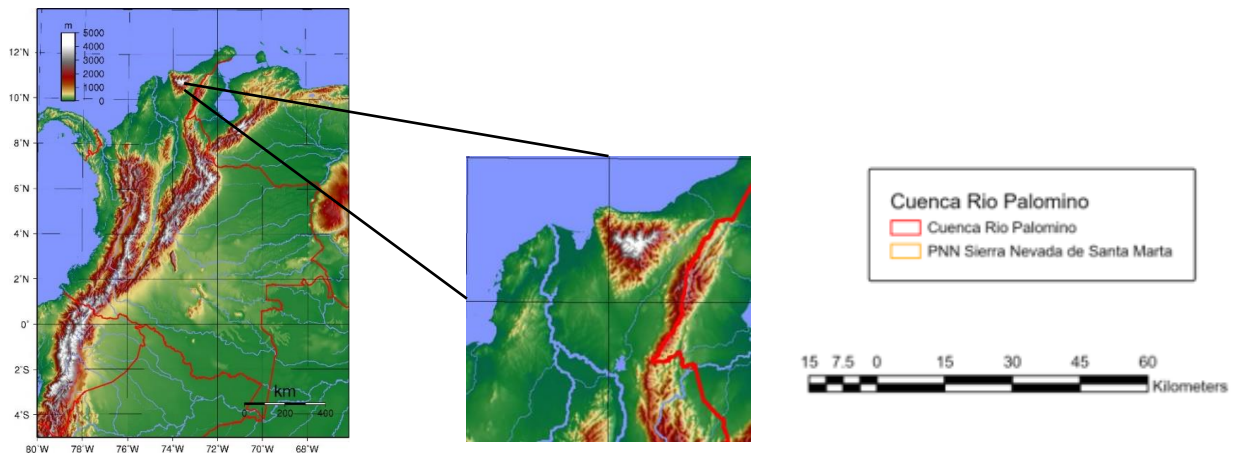 m
5000
4000
3000
2000
1000
0
12˚N
10˚N
8˚N
6˚N
4˚N
2˚N
0˚
2˚S
4˚S
km
0 200 400
80˚W 78˚W 76˚W 74˚W 72˚W 70˚W 68˚W
Cuenca Rio Palomino
Cuenca Rio Palomino
PNN Sierra Nevada de Santa Marta
15 7.5 0 15 30 45 60
Kilometers